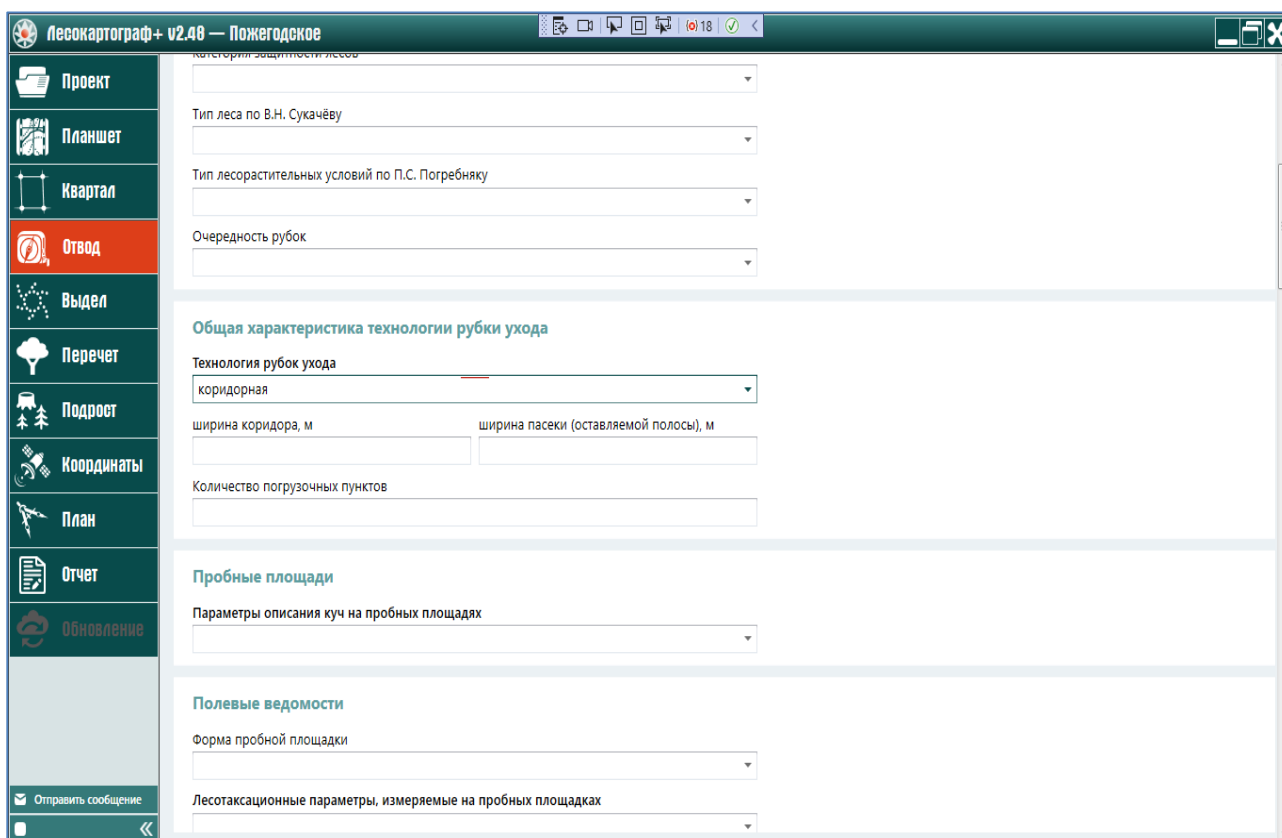 Лесокартограф+ v2.48 — Пожегодское
18
Проект
Планшет
Квартал
Отвод
Выдел
Перечет
Подрост
Координаты
План
Отчет
Обновление
Отправить сообщение
Категория защитности лесов
Тип леса по В.Н. Сукачёву
Тип лесорастительных условий по П.С. Погребняку
Очередность рубок
Общая характеристика технологии рубки ухода
Технология рубок ухода
коридорная
ширина коридора, м ширина пасеки (оставляемой полосы), м
Количество погрузочных пунктов
Пробные площади
Параметры описания куч на пробных площадях
Полевые ведомости
Форма пробной площадки
Лесотаксационные параметры, измеряемые на пробных площадках